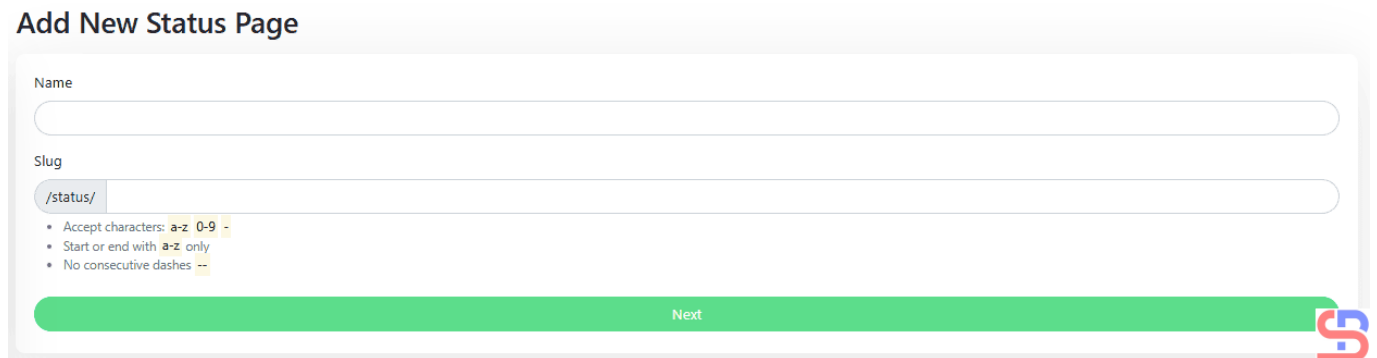 Add New Status Page
Name
Slug
/status/
Accept characters: a-z 0-9 -
Start or end with a-z only
No consecutive dashes --
Next